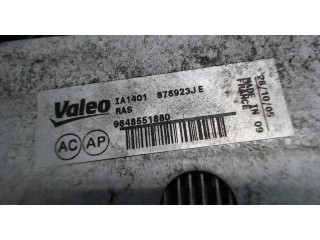 Valeo
IA1401 878923J E
RAS
9648551880
AC AP
26/10/05
MADE IN
FRANCE 09